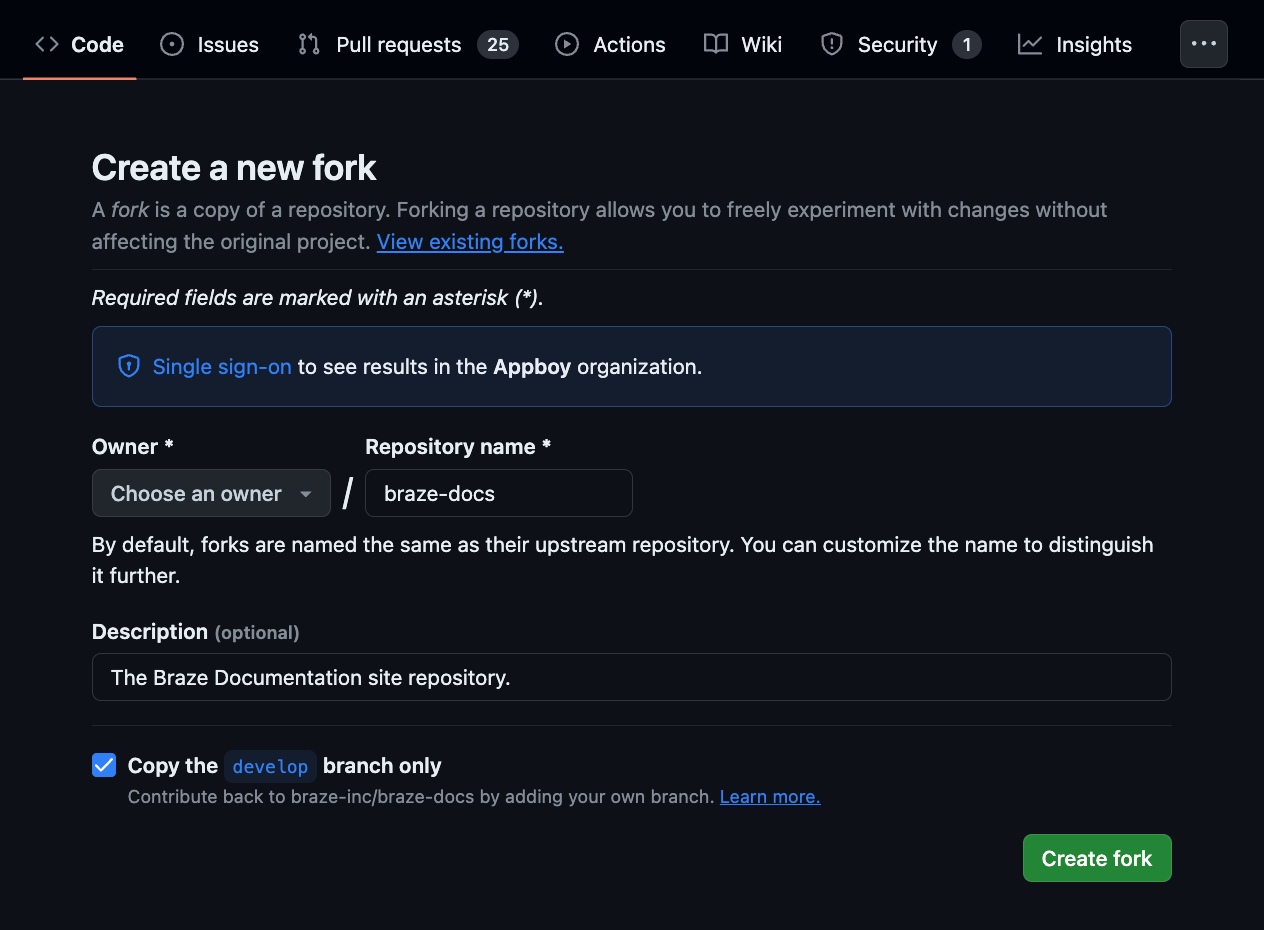 Code Issues Pull requests 25 Actions Wiki Security 1 Insights
Create a new fork
A fork is a copy of a repository. Forking a repository allows you to freely experiment with changes without
affecting the original project. View existing forks.
Required fields are marked with an asterisk (*).
Single sign-on to see results in the Appboy organization.
Owner * Repository name *
Choose an owner / braze-docs
By default, forks are named the same as their upstream repository. You can customize the name to distinguish
it further.
Description (optional)
The Braze Documentation site repository.
Copy the develop branch only
Contribute back to braze-inc/braze-docs by adding your own branch. Learn more.
Create fork